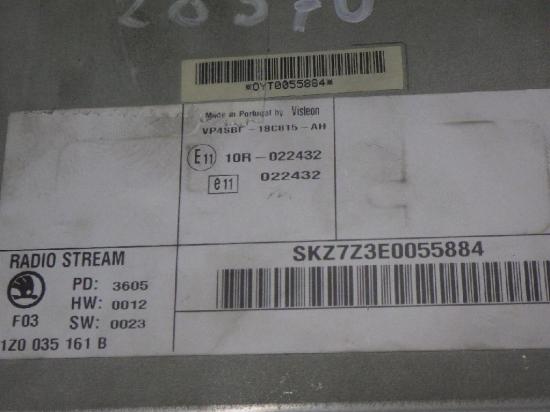 20570
*OYT0055884*
Made in Portugal by Visteon
VP4SBF-18C815-AH
E11 10R-022432
e11 022432
RADIO STREAM
SKZ7Z3E0055884
PD: 3605
HW: 0012
F03 SW: 0023
1Z0 035 161 B